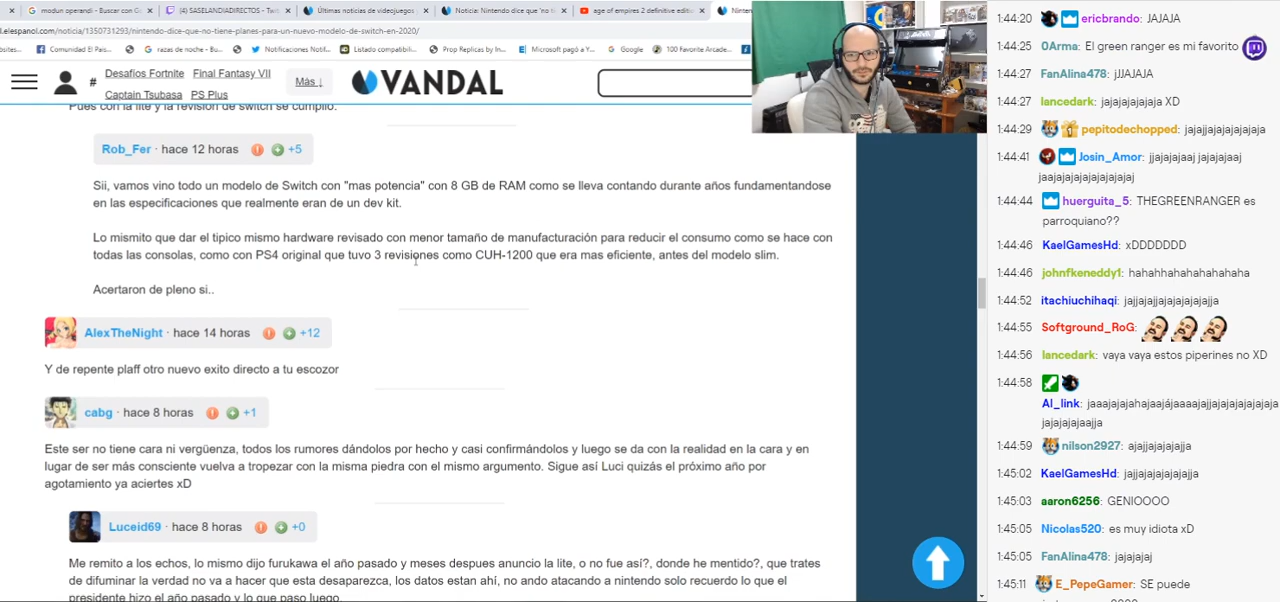 modun operandi - Buscar con Go
(4) SASELANDIADIRECTOS - Twit
Últimas noticias de videojuegos
Noticia: Nintendo dice que 'no ti
age of empires 2 definitive editi
Ninten
.elespanol.com/noticia/1350731293/nintendo-dice-que-no-tiene-planes-para-un-nuevo-modelo-de-switch-en-2020/
Comunidad El Pais...
razas de noche - Bu...
Notificaciones Notifi...
Listado compatibili...
Prop Replicas by In...
Microsoft pagó a Y...
Google
100 Favorite Arcade...
# Desafíos Fortnite Final Fantasy VII
Captain Tsubasa PS Plus
Más ↓
VANDAL
Pues con la lite y la revision de switch se cumplio.
Rob_Fer · hace 12 horas +5
Sii, vamos vino todo un modelo de Switch con "mas potencia" con 8 GB de RAM como se lleva contando durante años fundamentandose
en las especificaciones que realmente eran de un dev kit.
Lo mismito que dar el tipico mismo hardware revisado con menor tamaño de manufacturación para reducir el consumo como se hace con
todas las consolas, como con PS4 original que tuvo 3 revisiones como CUH-1200 que era mas eficiente, antes del modelo slim.
Acertaron de pleno si..
AlexTheNight · hace 14 horas +12
Y de repente plaff otro nuevo exito directo a tu escozor
cabg · hace 8 horas +1
Este ser no tiene cara ni vergüenza, todos los rumores dándolos por hecho y casi confirmándolos y luego se da con la realidad en la cara y en
lugar de ser más consciente vuelva a tropezar con la misma piedra con el mismo argumento. Sigue así Luci quizás el próximo año por
agotamiento ya aciertes xD
Luceid69 · hace 8 horas +0
Me remito a los echos, lo mismo dijo furukawa el año pasado y meses despues anuncio la lite, o no fue así?, donde he mentido?, que trates
de difuminar la verdad no va a hacer que esta desaparezca, los datos estan ahí, no ando atacando a nintendo solo recuerdo lo que el
presidente hizo el año pasado y lo que paso luego.
1:44:20 ericbrando: JAJAJA
1:44:25 0Arma: El green ranger es mi favorito
1:44:27 FanAlina478: jJJAJAJA
1:44:27 lancedark: jajajajajajaja XD
1:44:29 pepitodechopped: jajajjajajajajajaja
1:44:41 Josin_Amor: jjajajajaaj jajajajaaj
jaajajajajajajajajaj
1:44:44 huerguita_5: THEGREENRANGER es
parroquiano??
1:44:46 KaelGamesHd: xDDDDDDD
1:44:46 johnfkeneddy1: hahahhahahahahahaha
1:44:52 itachiuchihaqi: jajjajajjajajajajajjja
1:44:55 Softground_RoG:
1:44:56 lancedark: vaya vaya estos piperines no XD
1:44:58
Al_link: jaaajajajahajaajájaaaajajjajajajajajaja
jajajajajaajja
1:44:59 nilson2927: ajajjajajajajja
1:45:02 KaelGamesHd: jajjajajajajajjja
1:45:03 aaron6256: GENIOOOO
1:45:05 Nicolas520: es muy idiota xD
1:45:05 FanAlina478: jajajajaj
1:45:11 E_PepeGamer: SE puede